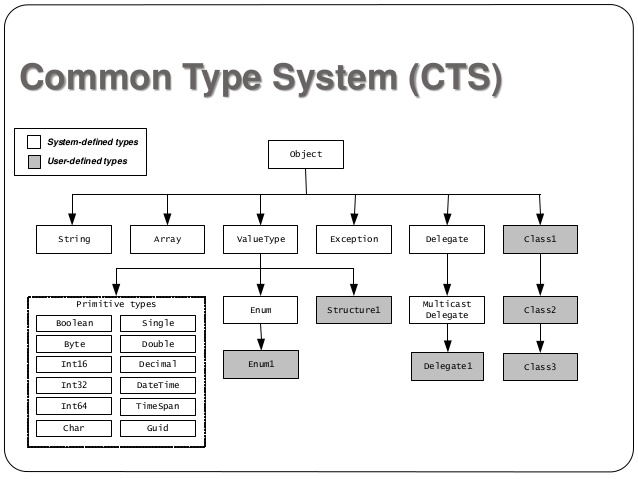 Common Type System (CTS)
System-defined types
User-defined types
Object
String
Array
ValueType
Exception
Delegate
Class1
Primitive types
Boolean
Single
Byte
Double
Int16
Decimal
Int32
DateTime
Int64
TimeSpan
Char
Guid
Enum
Structure1
Multicast
Delegate
Class2
Enum1
Delegate1
Class3